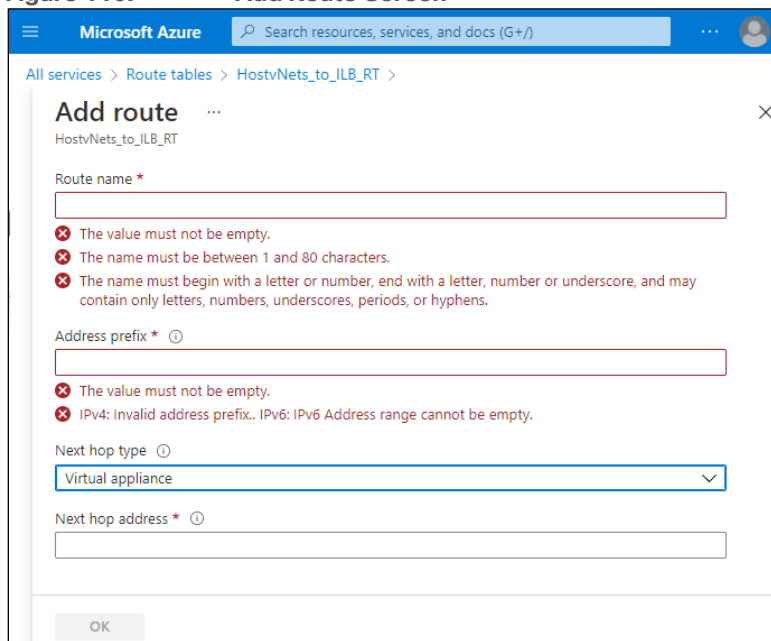 Microsoft Azure
Search resources, services, and docs (G+/)
All services > Route tables > HostvNets_to_ILB_RT >
Add route ...
HostvNets_to_ILB_RT
Route name *
The value must not be empty.
The name must be between 1 and 80 characters.
The name must begin with a letter or number, end with a letter, number or underscore, and may
contain only letters, numbers, underscores, periods, or hyphens.
Address prefix *
The value must not be empty.
IPv4: Invalid address prefix.. IPv6: IPv6 Address range cannot be empty.
Next hop type
Virtual appliance
Next hop address *
OK